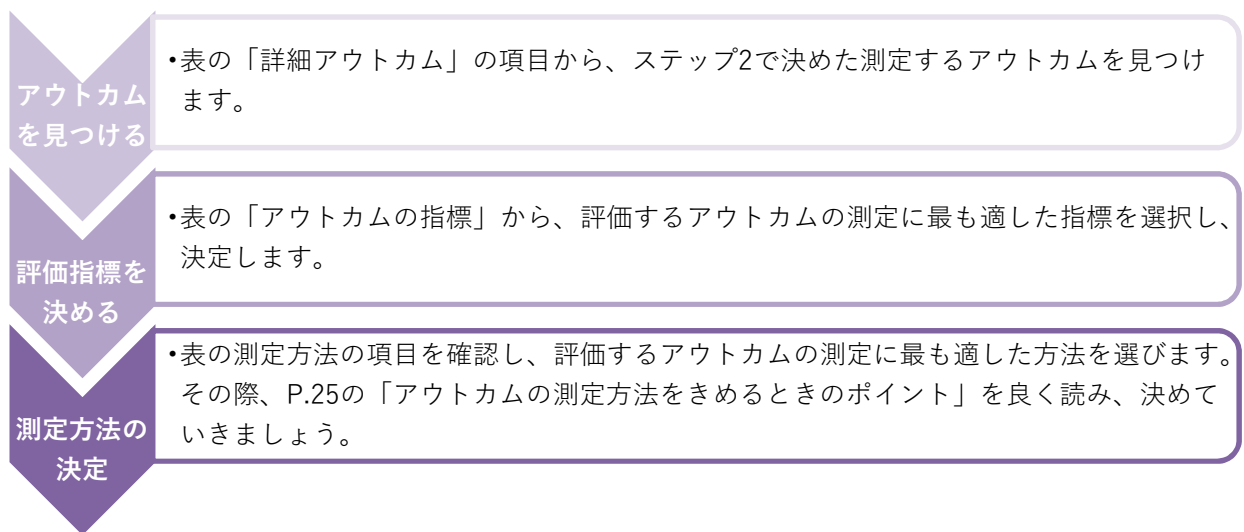 アウトカム
を見つける
•表の「詳細アウトカム」の項目から、ステップ2で決めた測定するアウトカムを見つけ
ます。
評価指標を
決める
•表の「アウトカムの指標」から、評価するアウトカムの測定に最も適した指標を選択し、
決定します。
測定方法の
決定
•表の測定方法の項目を確認し、評価するアウトカムの測定に最も適した方法を選びます。
その際、P.25の「アウトカムの測定方法をきめるときのポイント」を良く読み、決めて
いきましょう。